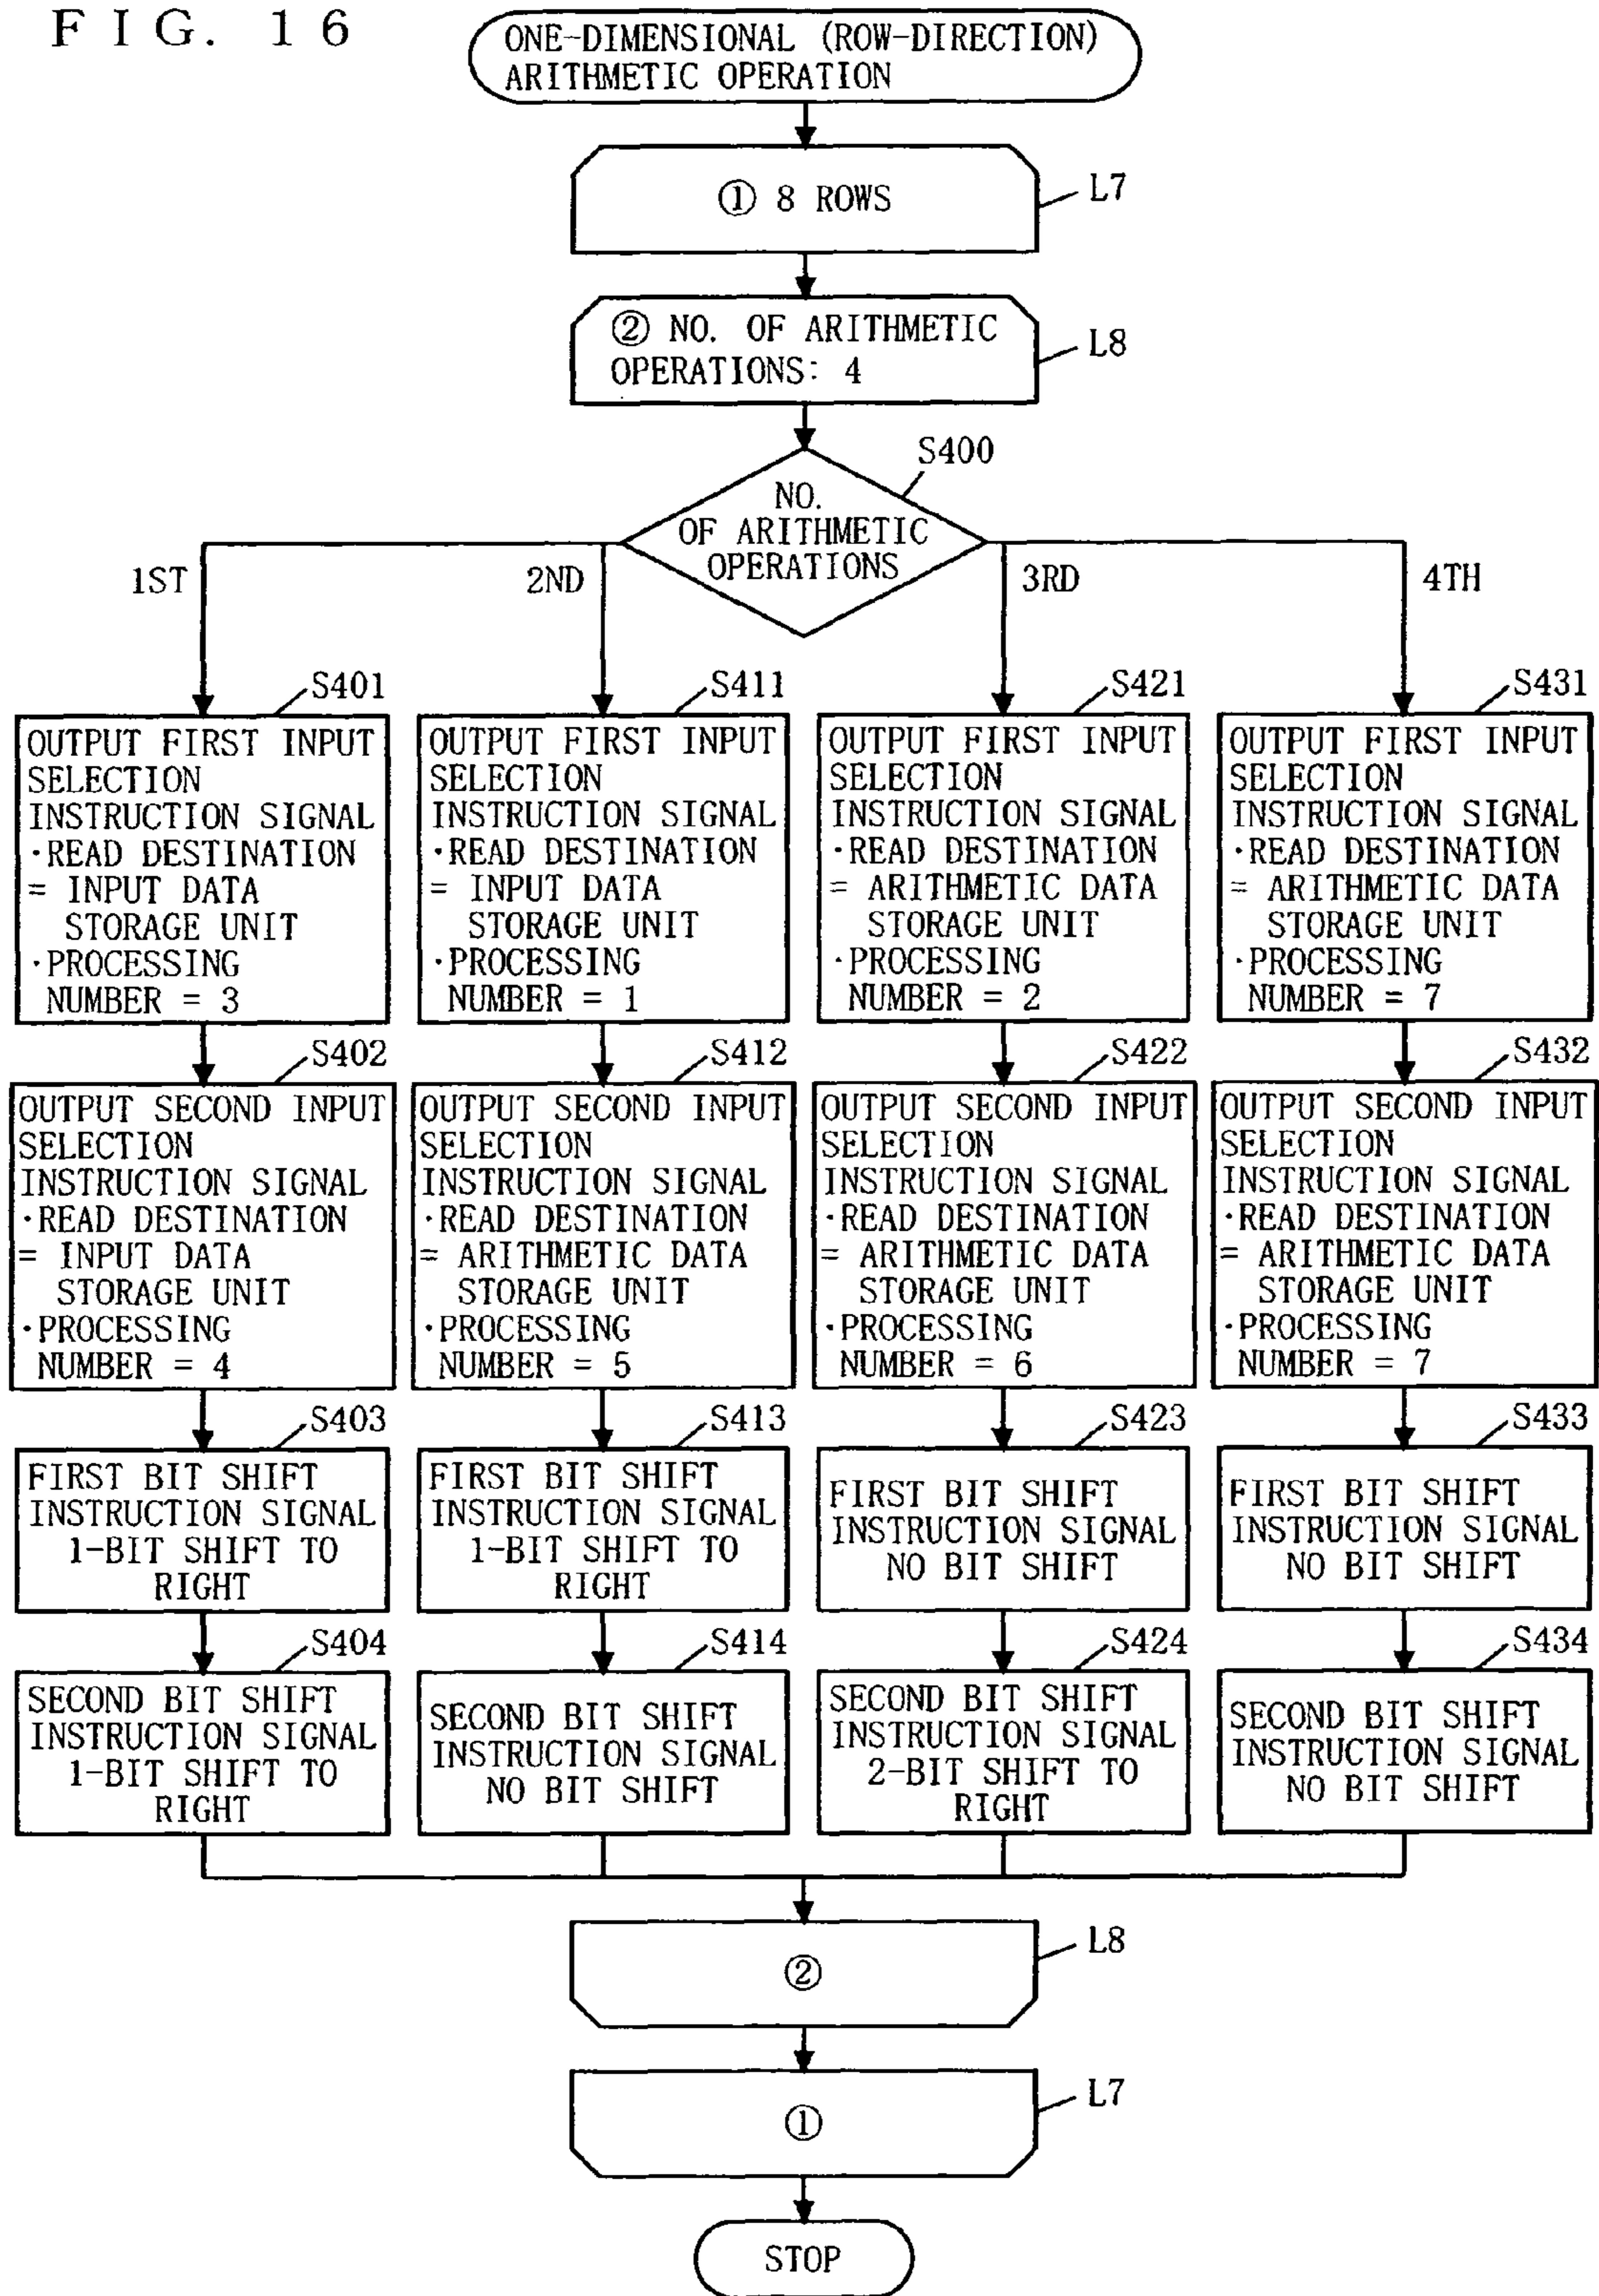 FIG. 16
ONE-DIMENSIONAL (ROW-DIRECTION)
ARITHMETIC OPERATION
① 8 ROWS
L7
② NO. OF ARITHMETIC
OPERATIONS: 4
L8
S400
NO.
OF ARITHMETIC
OPERATIONS
1ST
2ND
3RD
4TH
S401
OUTPUT FIRST INPUT
SELECTION
INSTRUCTION SIGNAL
·READ DESTINATION
= INPUT DATA
STORAGE UNIT
·PROCESSING
NUMBER = 3
S411
OUTPUT FIRST INPUT
SELECTION
INSTRUCTION SIGNAL
·READ DESTINATION
= INPUT DATA
STORAGE UNIT
·PROCESSING
NUMBER = 1
S421
OUTPUT FIRST INPUT
SELECTION
INSTRUCTION SIGNAL
·READ DESTINATION
= ARITHMETIC DATA
STORAGE UNIT
·PROCESSING
NUMBER = 2
S431
OUTPUT FIRST INPUT
SELECTION
INSTRUCTION SIGNAL
·READ DESTINATION
= ARITHMETIC DATA
STORAGE UNIT
·PROCESSING
NUMBER = 7
S402
OUTPUT SECOND INPUT
SELECTION
INSTRUCTION SIGNAL
·READ DESTINATION
= INPUT DATA
STORAGE UNIT
·PROCESSING
NUMBER = 4
S412
OUTPUT SECOND INPUT
SELECTION
INSTRUCTION SIGNAL
·READ DESTINATION
= ARITHMETIC DATA
STORAGE UNIT
·PROCESSING
NUMBER = 5
S422
OUTPUT SECOND INPUT
SELECTION
INSTRUCTION SIGNAL
·READ DESTINATION
= ARITHMETIC DATA
STORAGE UNIT
·PROCESSING
NUMBER = 6
S432
OUTPUT SECOND INPUT
SELECTION
INSTRUCTION SIGNAL
·READ DESTINATION
= ARITHMETIC DATA
STORAGE UNIT
·PROCESSING
NUMBER = 7
S403
FIRST BIT SHIFT
INSTRUCTION SIGNAL
1-BIT SHIFT TO
RIGHT
S413
FIRST BIT SHIFT
INSTRUCTION SIGNAL
1-BIT SHIFT TO
RIGHT
S423
FIRST BIT SHIFT
INSTRUCTION SIGNAL
NO BIT SHIFT
S433
FIRST BIT SHIFT
INSTRUCTION SIGNAL
NO BIT SHIFT
S404
SECOND BIT SHIFT
INSTRUCTION SIGNAL
1-BIT SHIFT TO
RIGHT
S414
SECOND BIT SHIFT
INSTRUCTION SIGNAL
NO BIT SHIFT
S424
SECOND BIT SHIFT
INSTRUCTION SIGNAL
2-BIT SHIFT TO
RIGHT
S434
SECOND BIT SHIFT
INSTRUCTION SIGNAL
NO BIT SHIFT
②
L8
①
L7
STOP